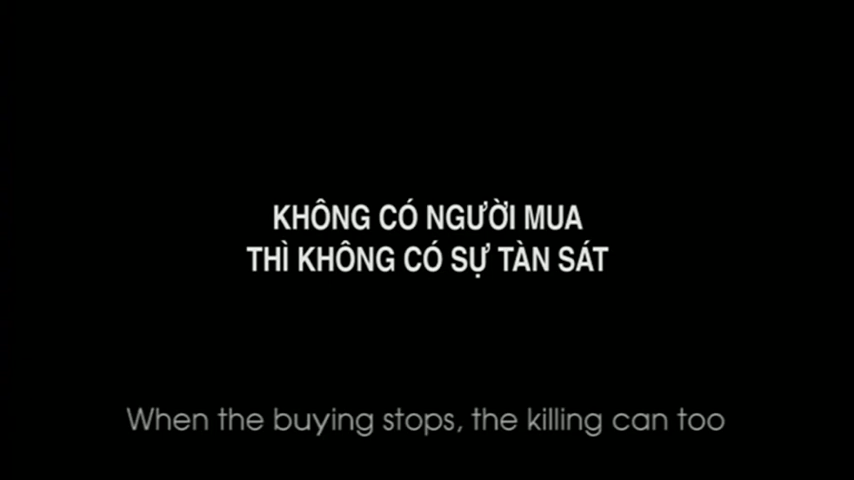 KHÔNG CÓ NGƯỜI MUA
THÌ KHÔNG CÓ SỰ TÀN SÁT
When the buying stops, the killing can too